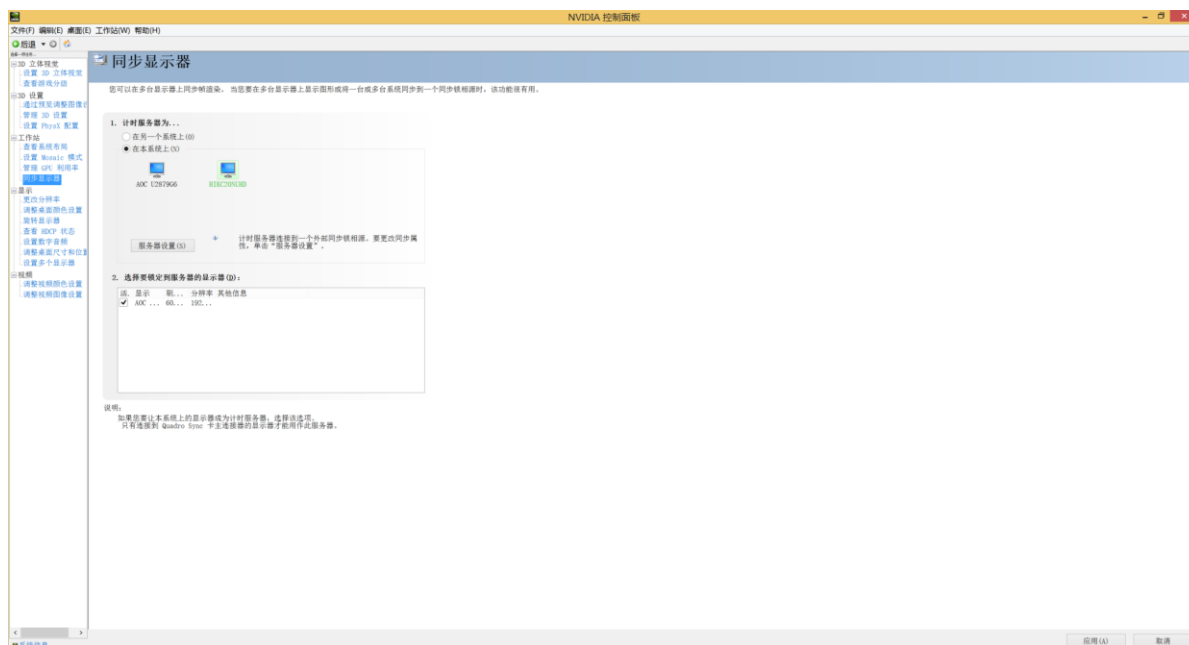 NVIDIA 控制面板
文件(F) 编辑(E) 桌面(E) 工作站(W) 帮助(H)
后退
3D 立体视觉
设置 3D 立体视觉
查看游戏分级
3D 设置
通过预览调整图像设
管理 3D 设置
设置 PhysX 配置
工作站
查看系统布局
设置 Mosaic 模式
管理 GPU 利用率
同步显示器
显示
更改分辨率
调整桌面颜色设置
旋转显示器
查看 HDCP 状态
设置数字音频
调整桌面尺寸和位置
设置多个显示器
视频
调整视频颜色设置
调整视频图像设置
系统信息
同步显示器
您可以在多台显示器上同步帧渲染。 当您要在多台显示器上显示图形或将一台或多台系统同步到一个同步锁相源时，该功能很有用。
1. 计时服务器为...
在另一个系统上(O)
在本系统上(N)
AOC U2879G6
服务器设置(S)
* 计时服务器连接到一个外部同步锁相源。要更改同步属
性，单击“服务器设置”。
2. 选择要锁定到服务器的显示器(D)：
活. 显示 刷... 分辨率 其他信息
AOC ... 60... 192...
说明：
如果您要让本系统上的显示器成为计时服务器，选择该选项。
只有连接到 Quadro Sync 卡主连接器的显示器才能用作此服务器。
应用(A) 取消